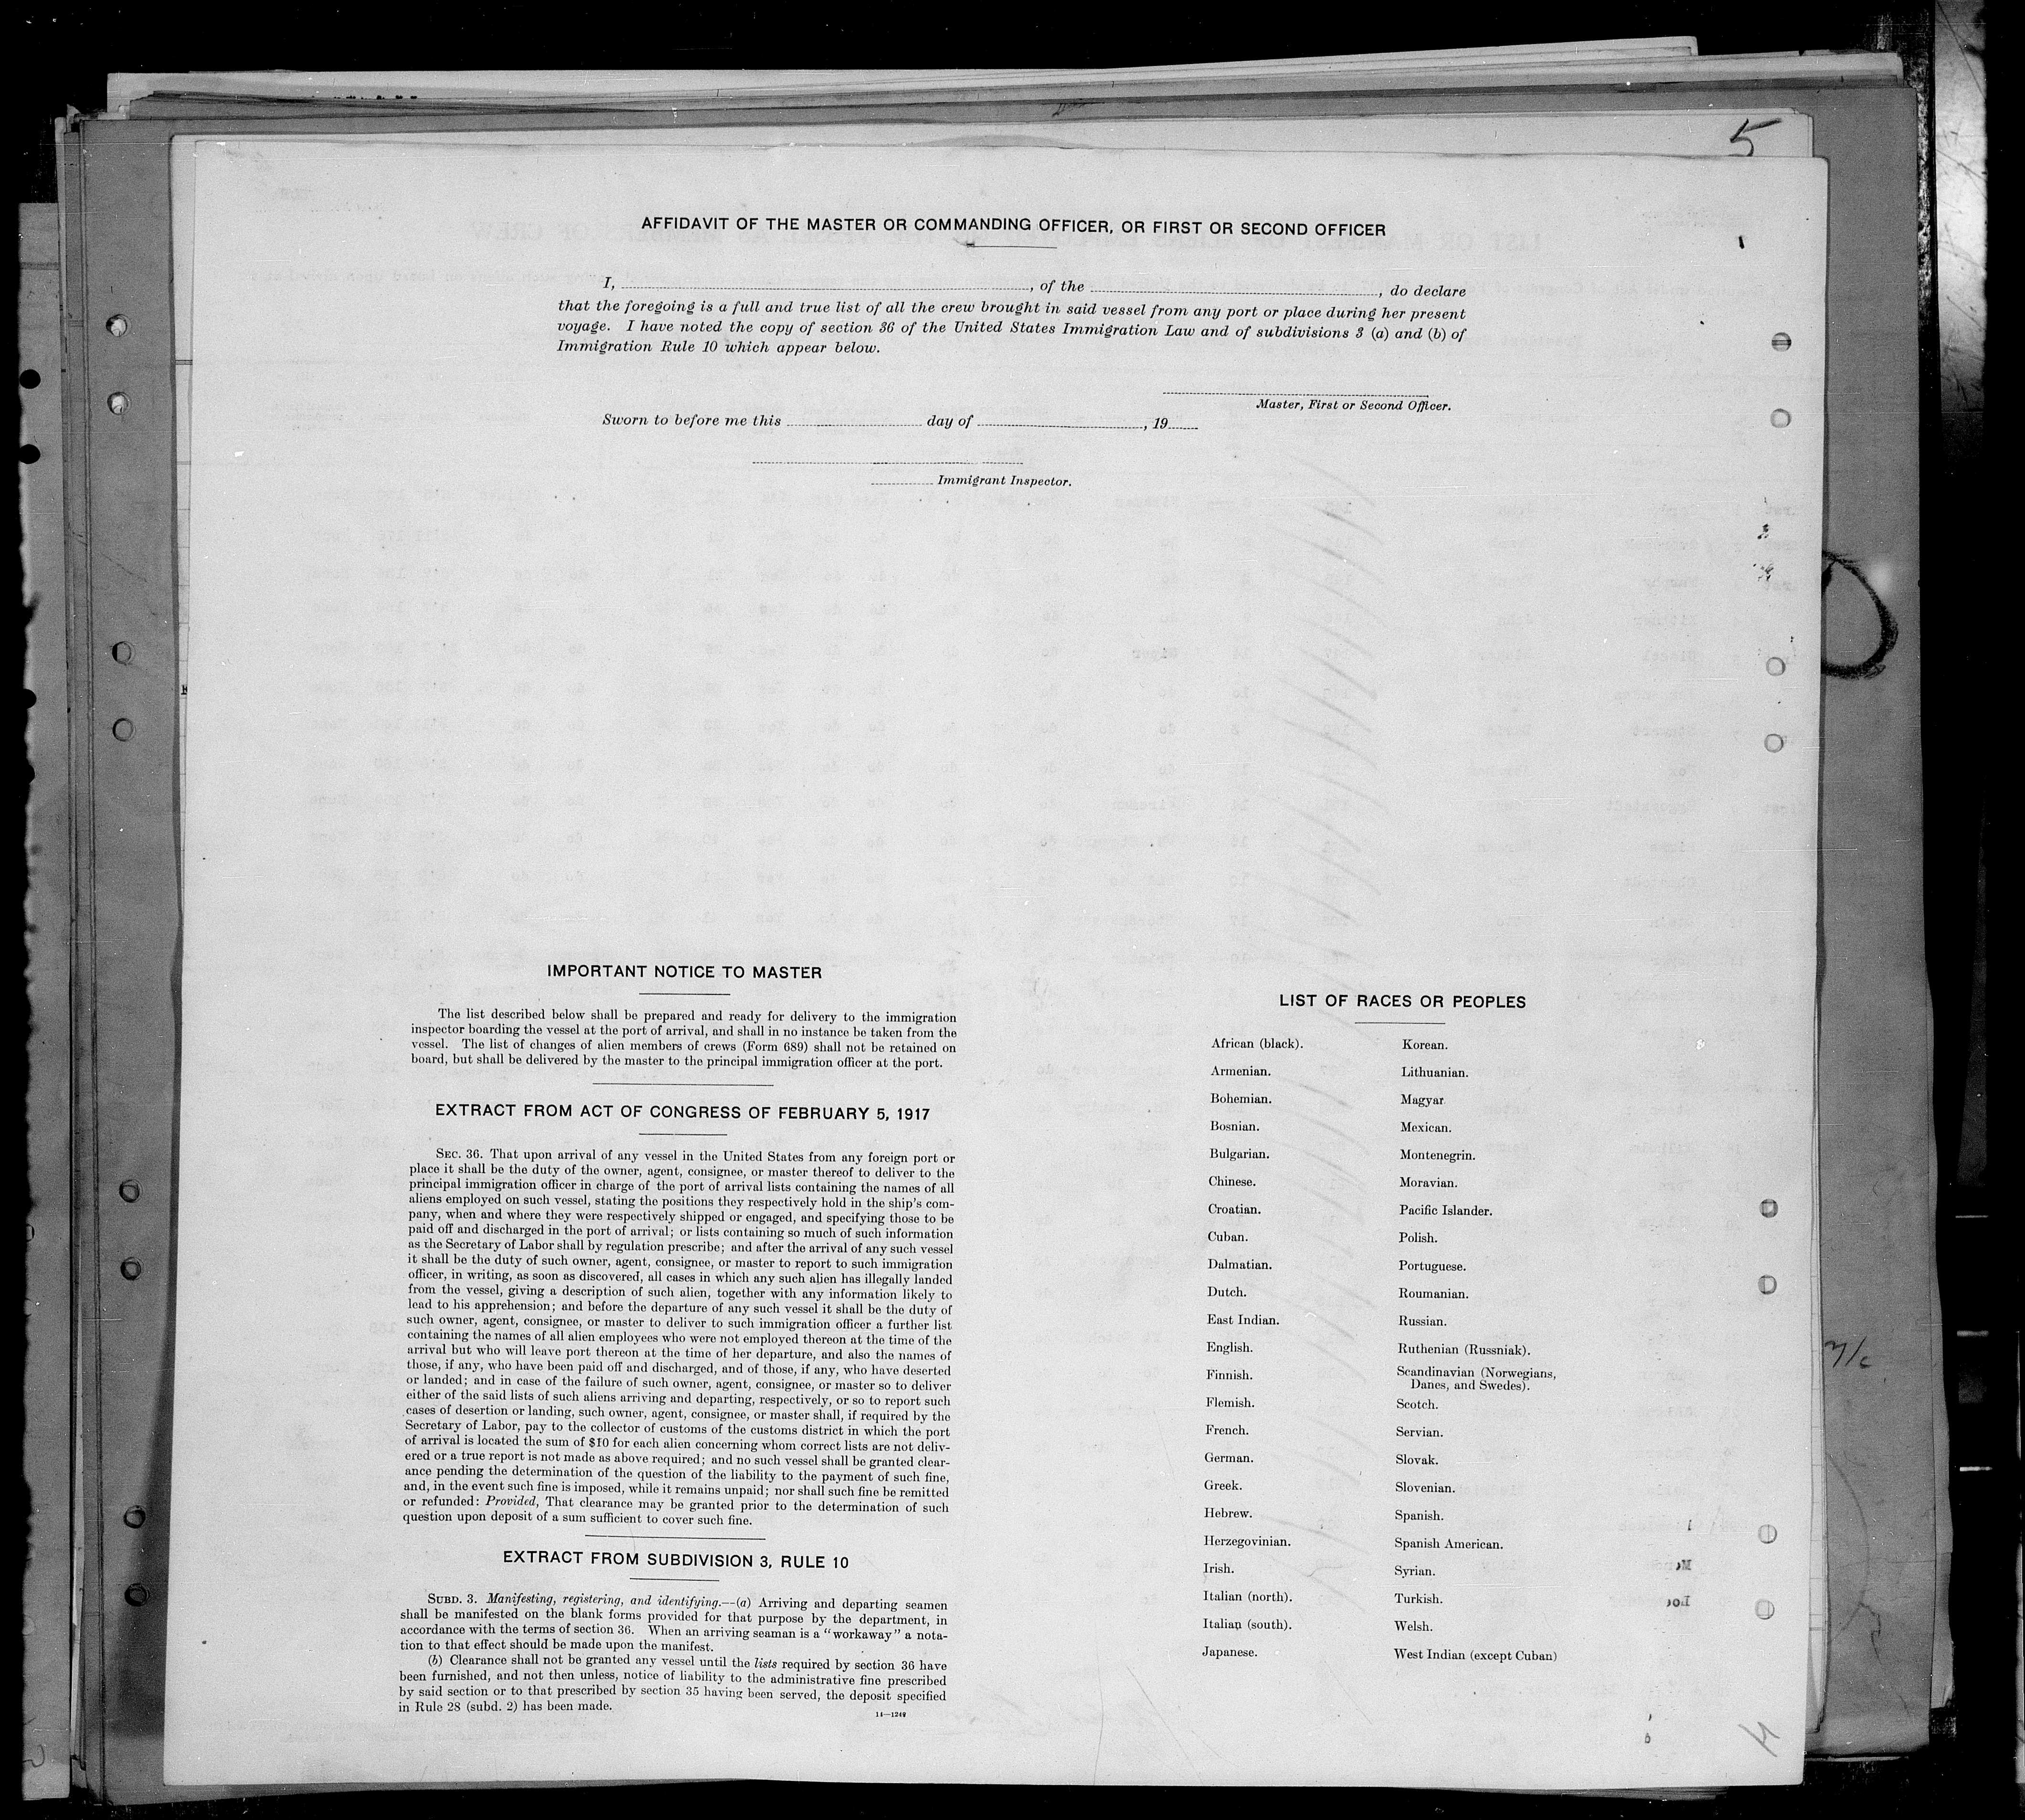 5
AFFIDAVIT OF THE MASTER OR COMMANDING OFFICER, OR FIRST OR SECOND OFFICER
I, , of the , do declare
that the foregoing is a full and true list of all the crew brought in said vessel from any port or place during her present
voyage. I have noted the copy of section 36 of the United States Immigration Law and of subdivisions 3 (a) and (b) of
Immigration Rule 10 which appear below.
Master, First or Second Officer.
Sworn to before me this day of , 19
Immigrant Inspector.
IMPORTANT NOTICE TO MASTER
The list described below shall be prepared and ready for delivery to the immigration
inspector boarding the vessel at the port of arrival, and shall in no instance be taken from the
vessel. The list of changes of alien members of crews (Form 689) shall not be retained on
board, but shall be delivered by the master to the principal immigration officer at the port.
EXTRACT FROM ACT OF CONGRESS OF FEBRUARY 5, 1917
SEC. 36. That upon arrival of any vessel in the United States from any foreign port or
place it shall be the duty of the owner, agent, consignee, or master thereof to deliver to the
principal immigration officer in charge of the port of arrival lists containing the names of all
aliens employed on such vessel, stating the positions they respectively hold in the ship's com-
pany, when and where they were respectively shipped or engaged, and specifying those to be
paid off and discharged in the port of arrival; or lists containing so much of such information
as the Secretary of Labor shall by regulation prescribe; and after the arrival of any such vessel
it shall be the duty of such owner, agent, consignee, or master to report to such immigration
officer, in writing, as soon as discovered, all cases in which any such alien has illegally landed
from the vessel, giving a description of such alien, together with any information likely to
lead to his apprehension; and before the departure of any such vessel it shall be the duty of
such owner, agent, consignee, or master to deliver to such immigration officer a further list
containing the names of all alien employees who were not employed thereon at the time of the
arrival but who will leave port thereon at the time of her departure, and also the names of
those, if any, who have been paid off and discharged, and of those, if any, who have deserted
or landed; and in case of the failure of such owner, agent, consignee, or master so to deliver
either of the said lists of such aliens arriving and departing, respectively, or so to report such
cases of desertion or landing, such owner, agent, consignee, or master shall, if required by the
Secretary of Labor, pay to the collector of customs of the customs district in which the port
of arrival is located the sum of $10 for each alien concerning whom correct lists are not deliv-
ered or a true report is not made as above required; and no such vessel shall be granted clear-
ance pending the determination of the question of the liability to the payment of such fine,
and, in the event such fine is imposed, while it remains unpaid; nor shall such fine be remitted
or refunded: Provided, That clearance may be granted prior to the determination of such
question upon deposit of a sum sufficient to cover such fine.
EXTRACT FROM SUBDIVISION 3, RULE 10
SUBD. 3. Manifesting, registering, and identifying.--(a) Arriving and departing seamen
shall be manifested on the blank forms provided for that purpose by the department, in
accordance with the terms of section 36. When an arriving seaman is a "workaway" a nota-
tion to that effect should be made upon the manifest.
(b) Clearance shall not be granted any vessel until the lists required by section 36 have
been furnished, and not then unless, notice of liability to the administrative fine prescribed
by said section or to that prescribed by section 35 having been served, the deposit specified
in Rule 28 (subd. 2) has been made.
14—1249
LIST OF RACES OR PEOPLES
African (black).
Armenian.
Bohemian.
Bosnian.
Bulgarian.
Chinese.
Croatian.
Cuban.
Dalmatian.
Dutch.
East Indian.
English.
Finnish.
Flemish.
French.
German.
Greek.
Hebrew.
Herzegovinian.
Irish.
Italian (north).
Italian (south).
Japanese.
Korean.
Lithuanian.
Magyar
Mexican.
Montenegrin.
Moravian.
Pacific Islander.
Polish.
Portuguese.
Roumanian.
Russian.
Ruthenian (Russniak).
Scandinavian (Norwegians,
Danes, and Swedes).
Scotch.
Servian.
Slovak.
Slovenian.
Spanish.
Spanish American.
Syrian.
Turkish.
Welsh.
West Indian (except Cuban)